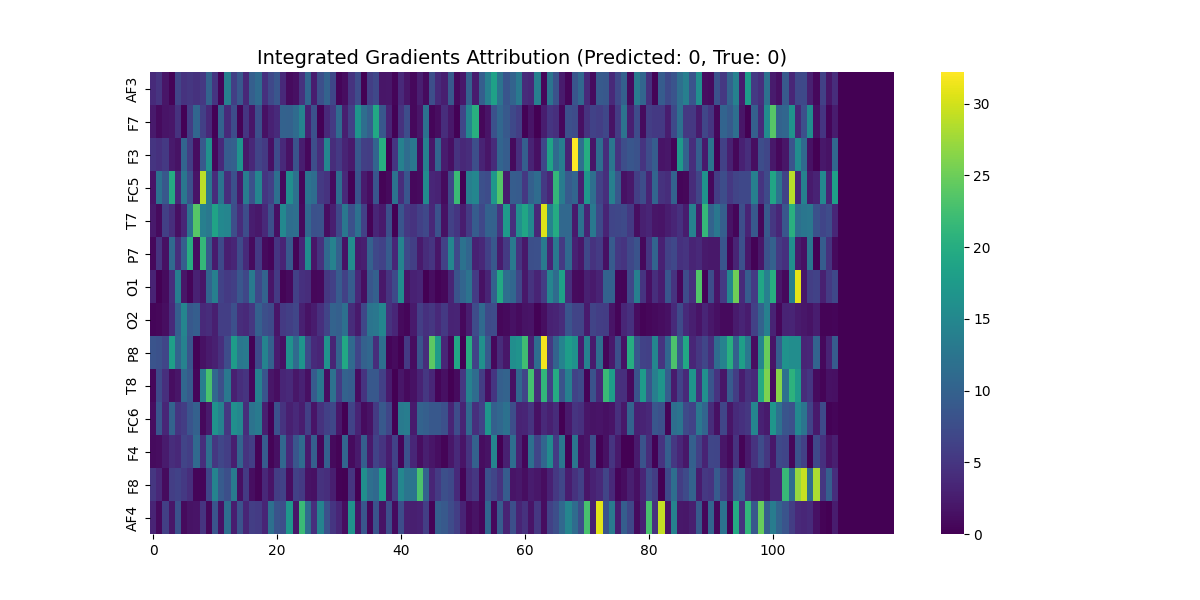 Integrated Gradients Attribution (Predicted: 0, True: 0)
AF3
F7
F3
FC5
T7
P7
O1
O2
P8
T8
FC6
F4
F8
AF4
0 20 40 60 80 100
30
25
20
15
10
5
0